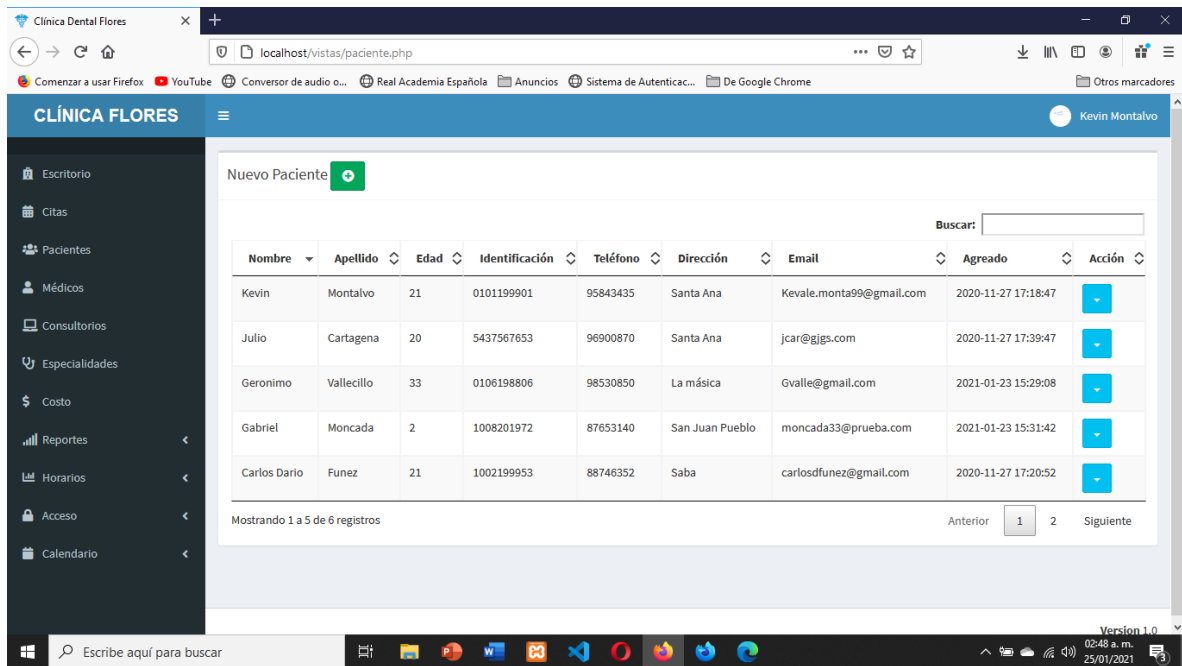 Clínica Dental Flores
localhost/vistas/paciente.php
Comenzar a usar Firefox YouTube Conversor de audio o... Real Academia Española Anuncios Sistema de Autenticac... De Google Chrome Otros marcadores
CLÍNICA FLORES Kevin Montalvo
Escritorio
Citas
Pacientes
Médicos
Consultorios
Especialidades
$ Costo
Reportes
Horarios
Acceso
Calendario
Nuevo Paciente
Buscar:
Nombre Apellido Edad Identificación Teléfono Dirección Email Agreado Acción
Kevin Montalvo 21 0101199901 95843435 Santa Ana Kevale.monta99@gmail.com 2020-11-27 17:18:47
Julio Cartagena 20 5437567653 96900870 Santa Ana jcar@gjgs.com 2020-11-27 17:39:47
Geronimo Vallecillo 33 0106198806 98530850 La másica Gvalle@gmail.com 2021-01-23 15:29:08
Gabriel Moncada 2 1008201972 87653140 San Juan Pueblo moncada33@prueba.com 2021-01-23 15:31:42
Carlos Dario Funez 21 1002199953 88746352 Saba carlosdfunez@gmail.com 2020-11-27 17:20:52
Mostrando 1 a 5 de 6 registros Anterior 1 2 Siguiente
Version 1.0
Escribe aquí para buscar
02:48 a. m.
25/01/2021
3